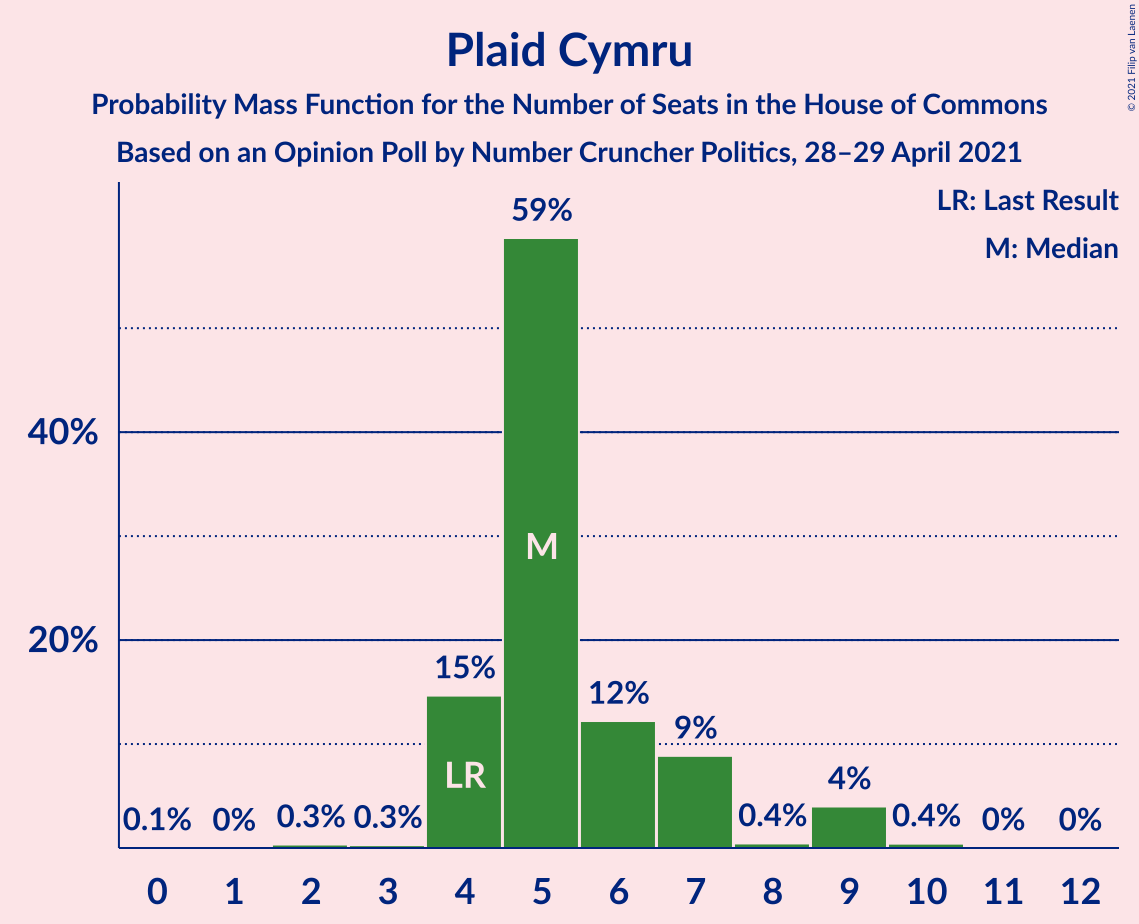 Plaid Cymru
Probability Mass Function for the Number of Seats in the House of Commons
Based on an Opinion Poll by Number Cruncher Politics, 28–29 April 2021
© 2021 Filip van Laenen
LR: Last Result
M: Median
59%
40%
M
20%
15%
12%
9%
LR
4%
0.1%
0%
0.3%
0.3%
0.4%
0.4%
0%
0%
0 1 2 3 4 5 6 7 8 9 10 11 12